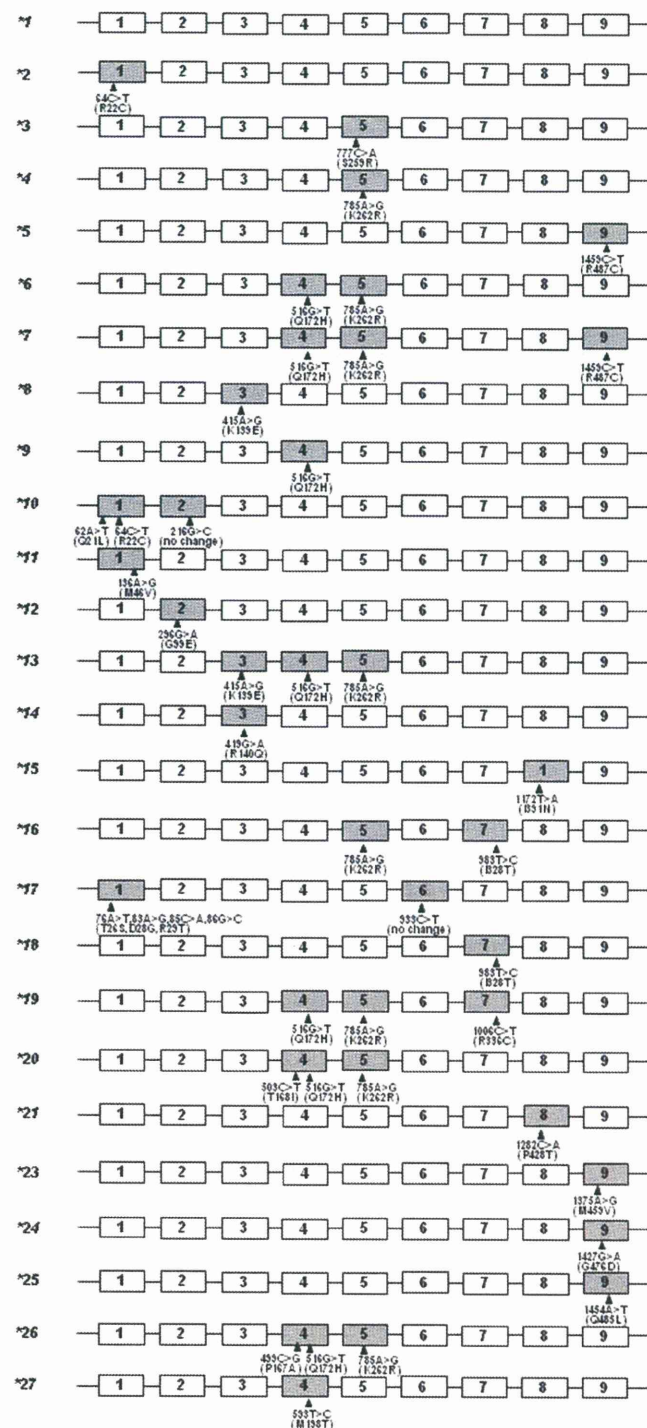 *1 1 2 3 4 5 6 7 8 9
*2 1 2 3 4 5 6 7 8 9
64C>T
(R22C)
*3 1 2 3 4 5 6 7 8 9
777C>A
(S259R)
*4 1 2 3 4 5 6 7 8 9
785A>G
(K262R)
*5 1 2 3 4 5 6 7 8 9
1459C>T
(R487C)
*6 1 2 3 4 5 6 7 8 9
516G>T 785A>G
(Q172H) (K262R)
*7 1 2 3 4 5 6 7 8 9
516G>T 785A>G 1459C>T
(Q172H) (K262R) (R487C)
*8 1 2 3 4 5 6 7 8 9
415A>G
(K139E)
*9 1 2 3 4 5 6 7 8 9
516G>T
(Q172H)
*10 1 2 3 4 5 6 7 8 9
62A>T 64C>T 216G>C
(Q21L) (R22C) (no change)
*11 1 2 3 4 5 6 7 8 9
136A>G
(M46V)
*12 1 2 3 4 5 6 7 8 9
296G>A
(G99E)
*13 1 2 3 4 5 6 7 8 9
415A>G 516G>T 785A>G
(K139E) (Q172H) (K262R)
*14 1 2 3 4 5 6 7 8 9
419G>A
(R140Q)
*15 1 2 3 4 5 6 7 1 9
1172T>A
*16 1 2 3 4 5 6 7 8 9
785A>G 983T>C
(K262R)
*17 1 2 3 4 5 6 7 8 9
76A>T,83A>G,85C>A,86G>C 999C>T
(T26S,D28G,R29T) (no change)
*18 1 2 3 4 5 6 7 8 9
983T>C
*19 1 2 3 4 5 6 7 8 9
516G>T 785A>G 1006C>T
(Q172H) (K262R) (R336C)
*20 1 2 3 4 5 6 7 8 9
503C>T 516G>T 785A>G
(T168I) (Q172H) (K262R)
*21 1 2 3 4 5 6 7 8 9
1282C>A
(P428T)
*23 1 2 3 4 5 6 7 8 9
1375A>G
(M459V)
*24 1 2 3 4 5 6 7 8 9
1427G>A
(G476D)
*25 1 2 3 4 5 6 7 8 9
1454A>T
(Q485L)
*26 1 2 3 4 5 6 7 8 9
499C>G 516G>T 785A>G
(P167A) (Q172H) (K262R)
*27 1 2 3 4 5 6 7 8 9
593T>C
(M198T)